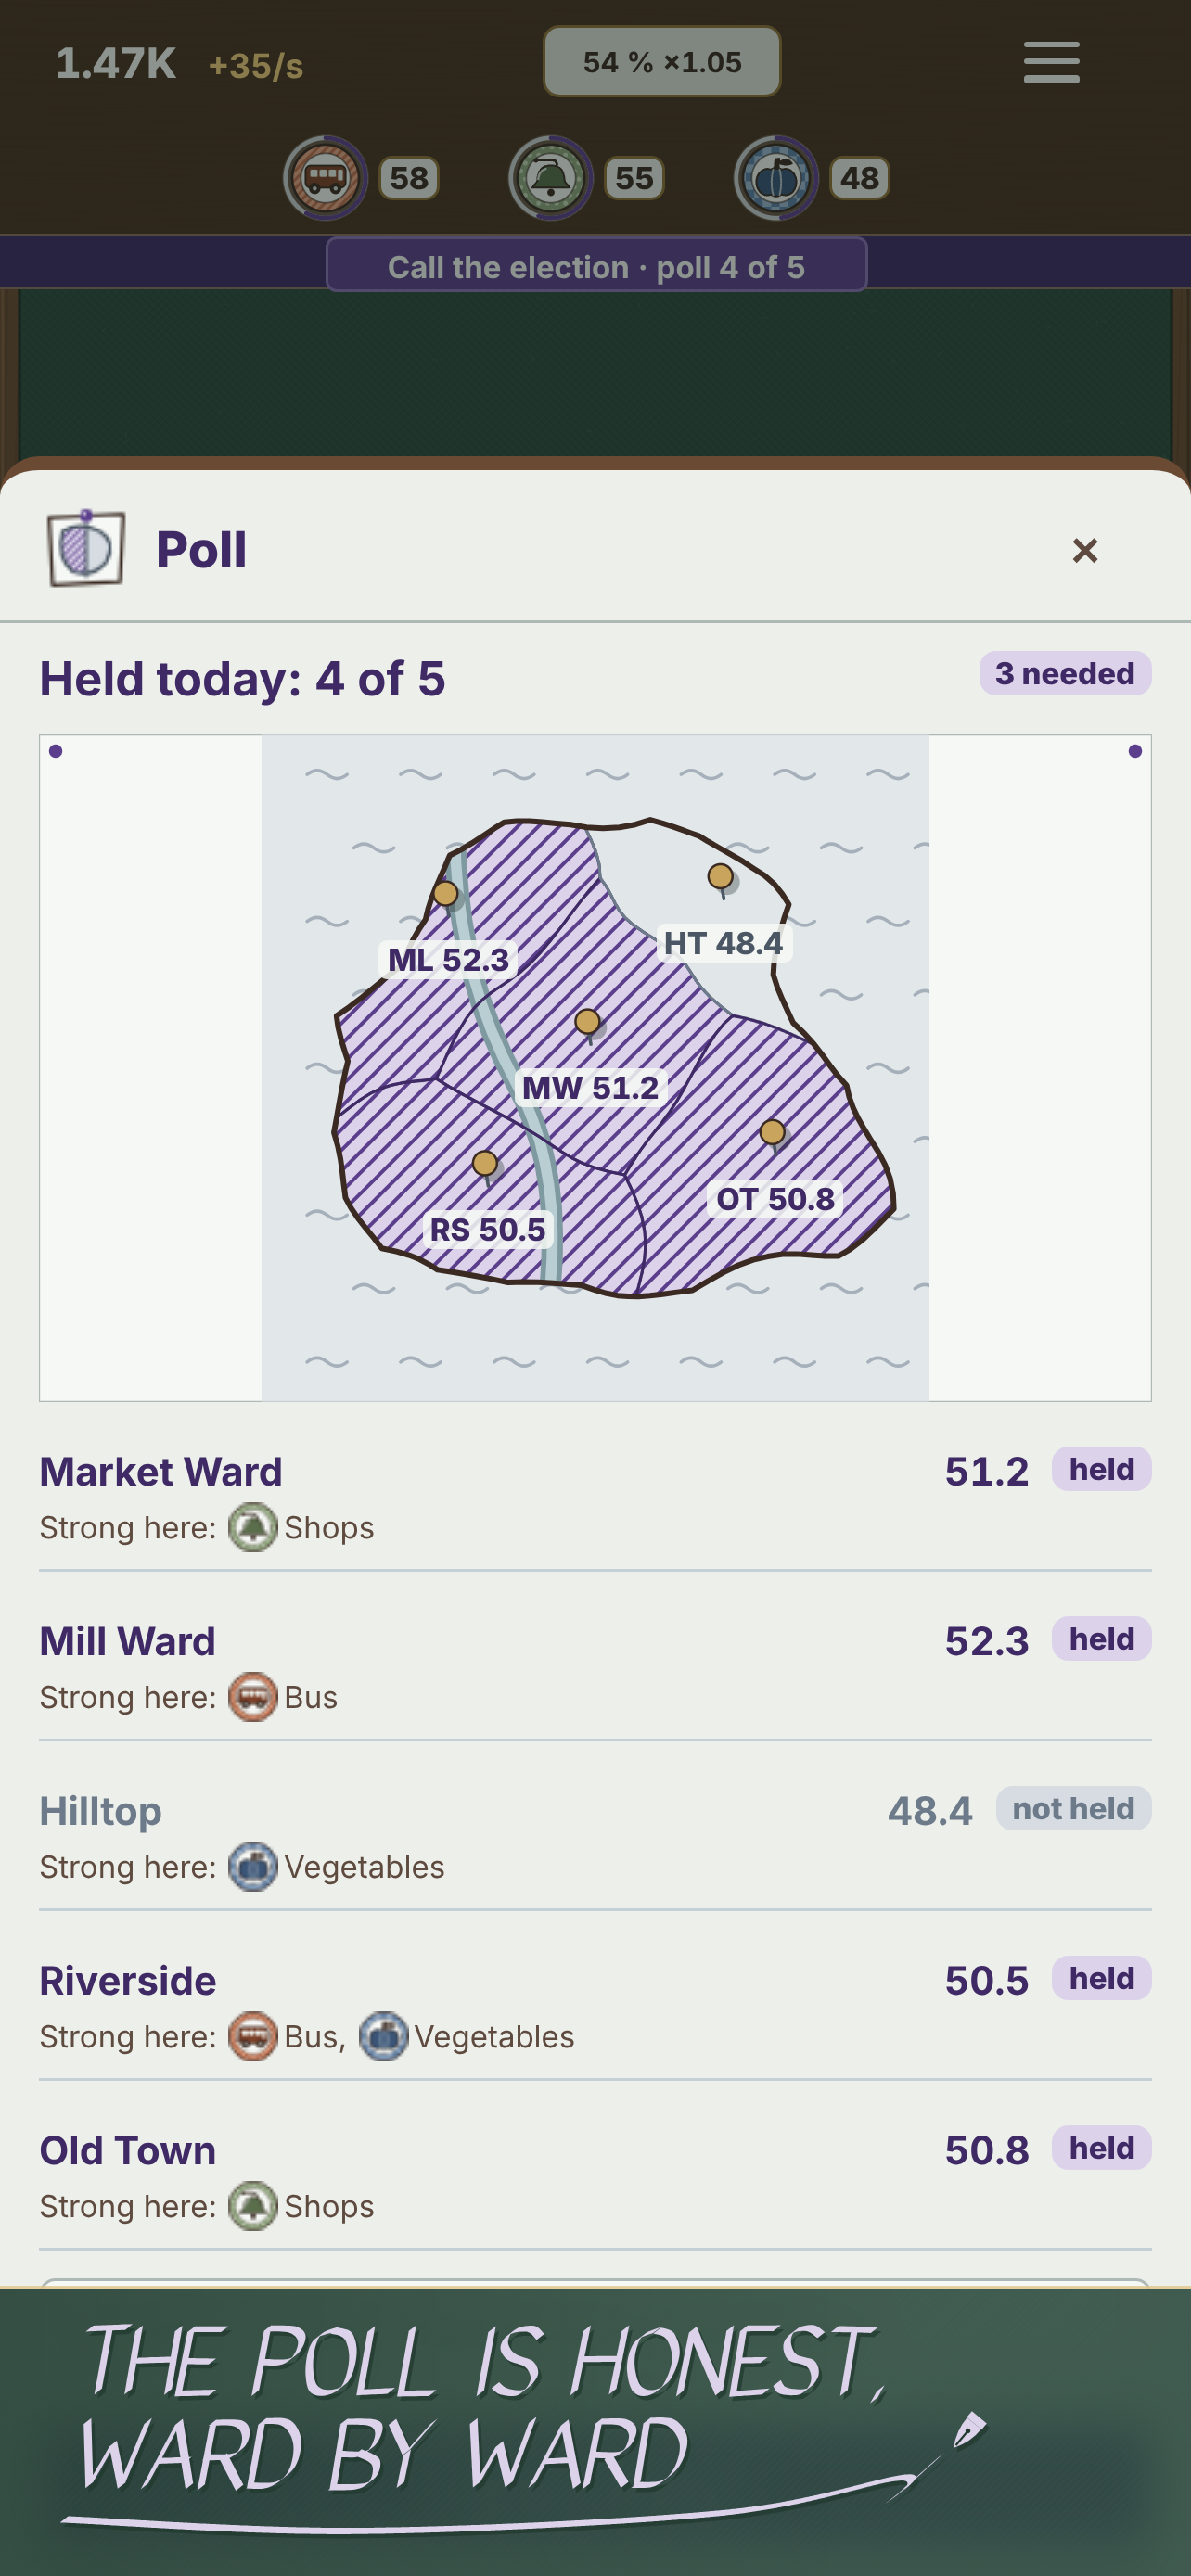 1.47K +35/s
54 % ×1.05
58 55 48
Call the election · poll 4 of 5
Poll
×
Held today: 4 of 5
3 needed
HT 48.4
ML 52.3
MW 51.2
OT 50.8
RS 50.5
Market Ward 51.2 held
Strong here: Shops
Mill Ward 52.3 held
Strong here: Bus
Hilltop 48.4 not held
Strong here: Vegetables
Riverside 50.5 held
Strong here: Bus, Vegetables
Old Town 50.8 held
Strong here: Shops
THE POLL IS HONEST,
WARD BY WARD